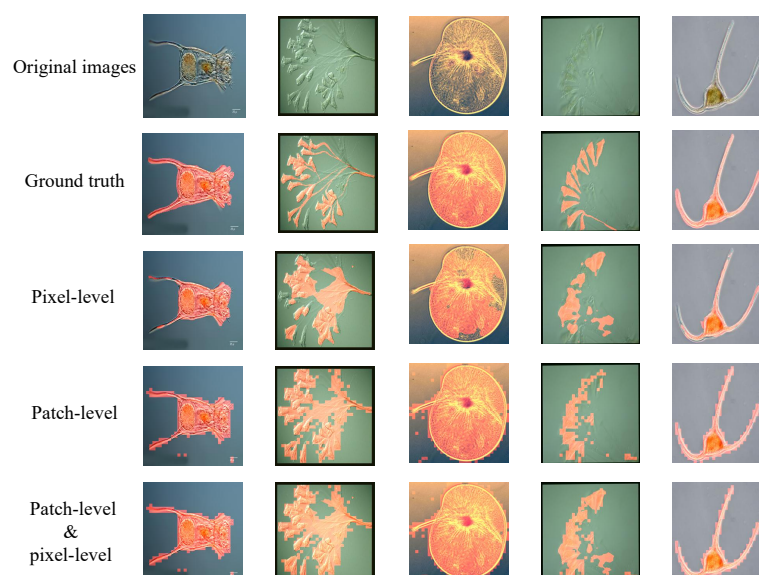 Original images
Ground truth
Pixel-level
Patch-level
Patch-level
&
pixel-level